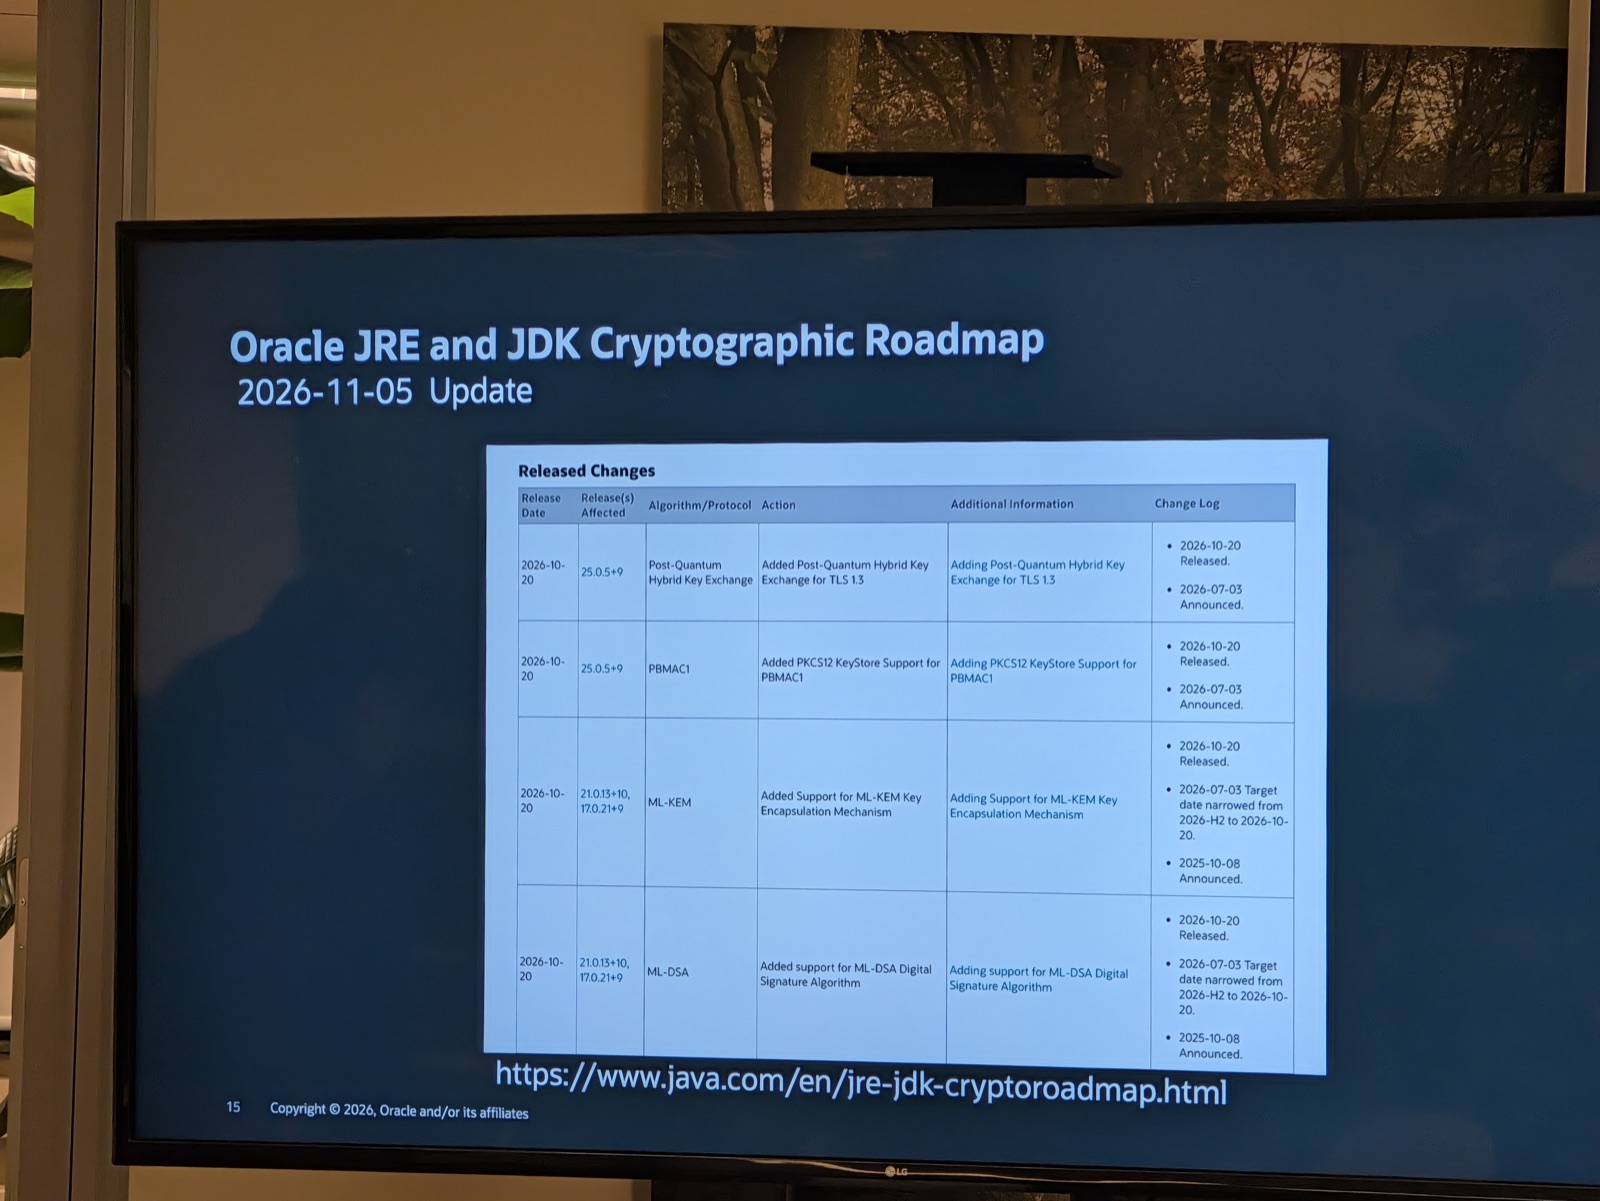 Oracle JRE and JDK Cryptographic Roadmap
2026-11-05 Update
Released Changes
Release Date | Release(s) Affected | Algorithm/Protocol | Action | Additional Information | Change Log
2026-10-
20
25.0.5+9
Post-Quantum
Hybrid Key Exchange
Added Post-Quantum Hybrid Key
Exchange for TLS 1.3
Adding Post-Quantum Hybrid Key
Exchange for TLS 1.3
• 2026-10-20
Released.
• 2026-07-03
Announced.
2026-10-
20
25.0.5+9
PBMAC1
Added PKCS12 KeyStore Support for
PBMAC1
Adding PKCS12 KeyStore Support for
PBMAC1
• 2026-10-20
Released.
• 2026-07-03
Announced.
2026-10-
20
21.0.13+10,
17.0.21+9
ML-KEM
Added Support for ML-KEM Key
Encapsulation Mechanism
Adding Support for ML-KEM Key
Encapsulation Mechanism
• 2026-10-20
Released.
• 2026-07-03 Target
date narrowed from
2026-H2 to 2026-10-
20.
• 2025-10-08
Announced.
2026-10-
20
21.0.13+10,
17.0.21+9
ML-DSA
Added support for ML-DSA Digital
Signature Algorithm
Adding support for ML-DSA Digital
Signature Algorithm
• 2026-10-20
Released.
• 2026-07-03 Target
date narrowed from
2026-H2 to 2026-10-
20.
• 2025-10-08
Announced.
https://www.java.com/en/jre-jdk-cryptoroadmap.html
15 Copyright © 2026, Oracle and/or its affiliates
LG